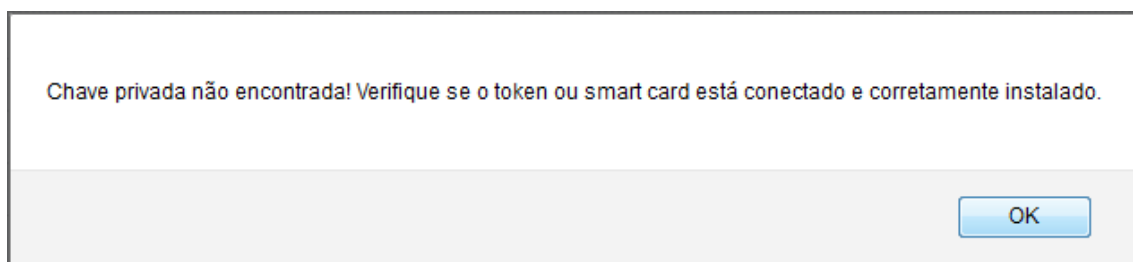 Chave privada não encontrada! Verifique se o token ou smart card está conectado e corretamente instalado.
OK